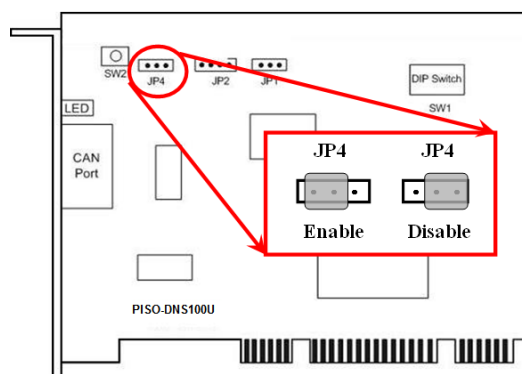 SW2
JP4
JP2
JP1
DIP Switch
SW1
LED
CAN
Port
JP4
JP4
Enable
Disable
PISO-DNS100U